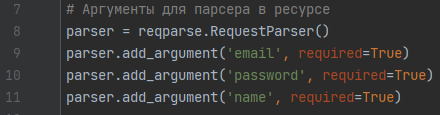 7 # Аргументы для парсера в ресурсе
8 parser = reqparse.RequestParser()
9 parser.add_argument('email', required=True)
10 parser.add_argument('password', required=True)
11 parser.add_argument('name', required=True)